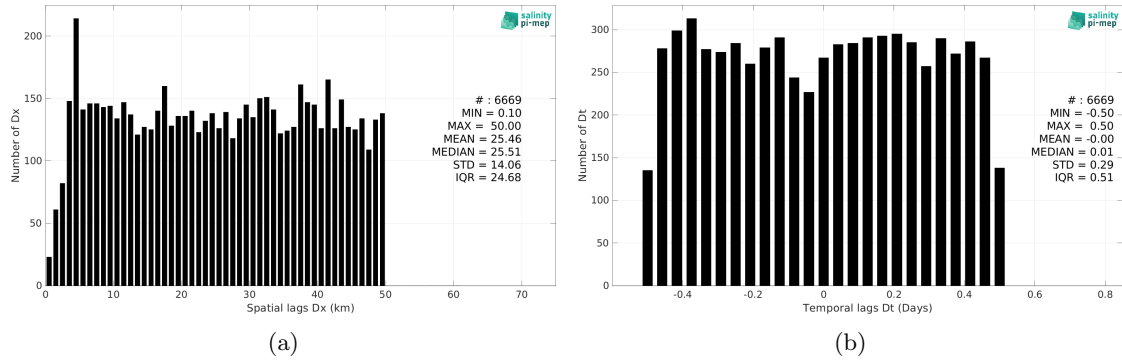 salinity
pi-mep
200
150
100
50
0
Number of Dx
# : 6669
MIN = 0.10
MAX = 50.00
MEAN = 25.46
MEDIAN = 25.51
STD = 14.06
IQR = 24.68
0 10 20 30 40 50 60 70
Spatial lags Dx (km)
(a)
salinity
pi-mep
300
250
200
150
100
50
0
Number of Dt
# : 6669
MIN = -0.50
MAX = 0.50
MEAN = -0.00
MEDIAN = 0.01
STD = 0.29
IQR = 0.51
-0.4 -0.2 0 0.2 0.4 0.6 0.8
Temporal lags Dt (Days)
(b)